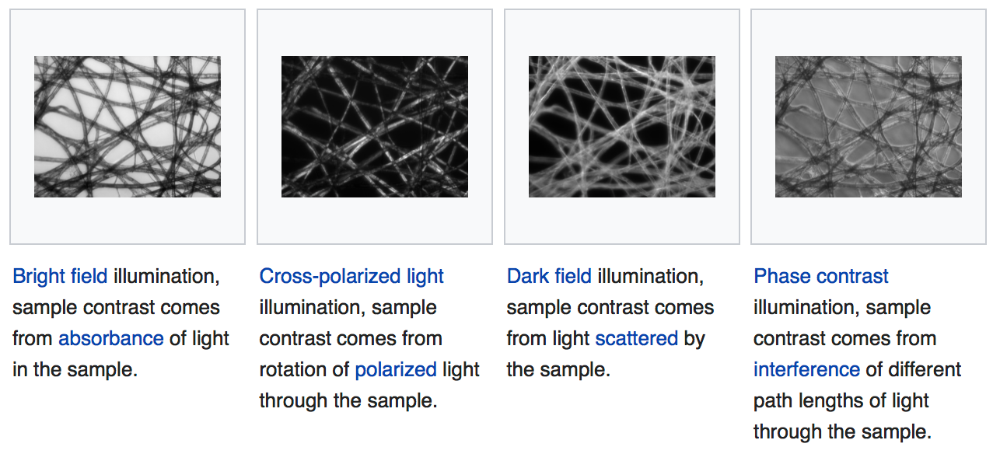 Bright field illumination,
sample contrast comes
from absorbance of light
in the sample.
Cross-polarized light
illumination, sample
contrast comes from
rotation of polarized light
through the sample.
Dark field illumination,
sample contrast comes
from light scattered by
the sample.
Phase contrast
illumination, sample
contrast comes from
interference of different
path lengths of light
through the sample.